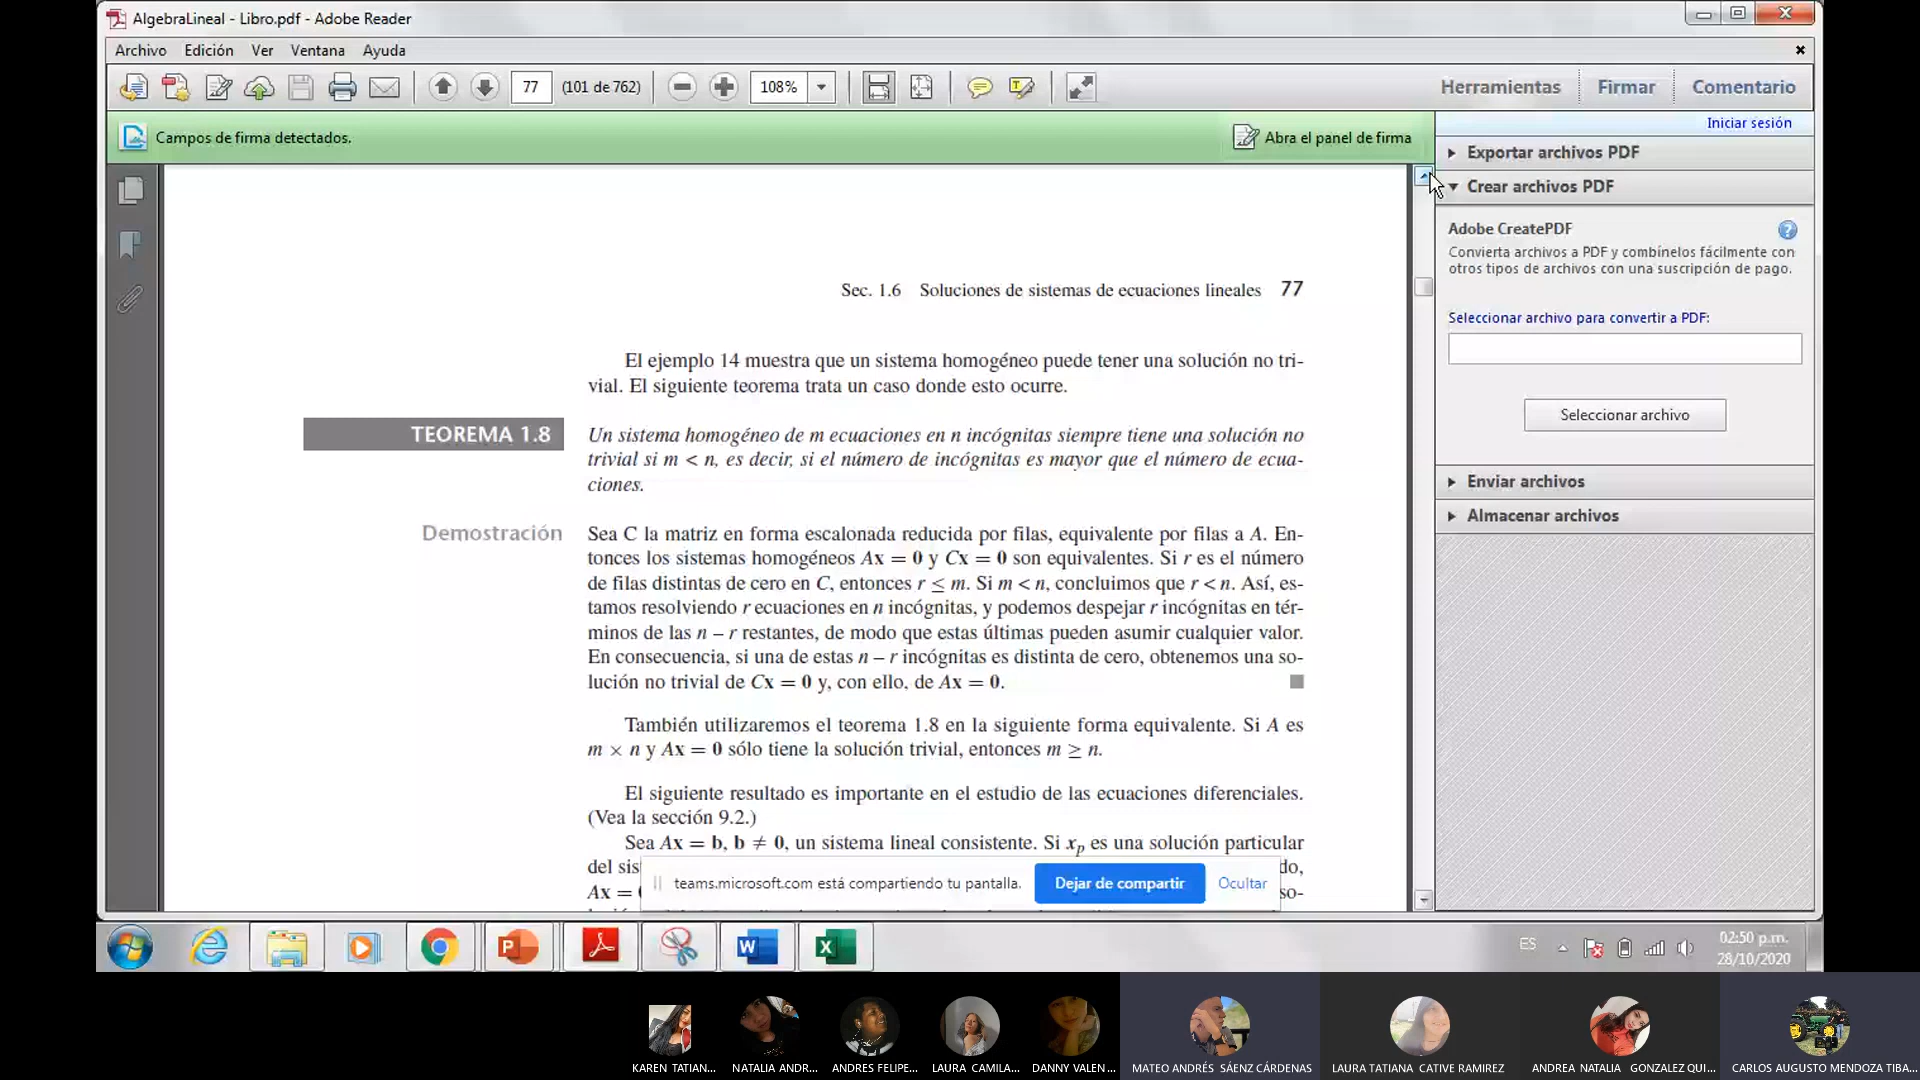 AlgebraLineal - Libro.pdf - Adobe Reader
Archivo Edición Ver Ventana Ayuda
77 (101 de 762) 108% Herramientas Firmar Comentario
Campos de firma detectados. Abra el panel de firma
Iniciar sesión
Exportar archivos PDF
Crear archivos PDF
Adobe CreatePDF
Convierta archivos a PDF y combínelos fácilmente con
otros tipos de archivos con una suscripción de pago.
Seleccionar archivo para convertir a PDF:
Seleccionar archivo
Enviar archivos
Almacenar archivos
Sec. 1.6 Soluciones de sistemas de ecuaciones lineales 77
El ejemplo 14 muestra que un sistema homogéneo puede tener una solución no tri-
vial. El siguiente teorema trata un caso donde esto ocurre.
TEOREMA 1.8
Un sistema homogéneo de m ecuaciones en n incógnitas siempre tiene una solución no
trivial si m < n, es decir, si el número de incógnitas es mayor que el número de ecua-
ciones.
Demostración
Sea C la matriz en forma escalonada reducida por filas, equivalente por filas a A. En-
tonces los sistemas homogéneos Ax = 0 y Cx = 0 son equivalentes. Si r es el número
de filas distintas de cero en C, entonces r ≤ m. Si m < n, concluimos que r < n. Así, es-
tamos resolviendo r ecuaciones en n incógnitas, y podemos despejar r incógnitas en tér-
minos de las n – r restantes, de modo que estas últimas pueden asumir cualquier valor.
En consecuencia, si una de estas n – r incógnitas es distinta de cero, obtenemos una so-
lución no trivial de Cx = 0 y, con ello, de Ax = 0.
También utilizaremos el teorema 1.8 en la siguiente forma equivalente. Si A es
m × n y Ax = 0 sólo tiene la solución trivial, entonces m ≥ n.
El siguiente resultado es importante en el estudio de las ecuaciones diferenciales.
(Vea la sección 9.2.)
Sea Ax = b, b ≠ 0, un sistema lineal consistente. Si xp es una solución particular
del sis do,
Ax = so-
teams.microsoft.com está compartiendo tu pantalla. Dejar de compartir Ocultar
ES 02:50 p.m.
28/10/2020
KAREN TATIAN... NATALIA ANDR... ANDRES FELIPE... LAURA CAMILA... DANNY VALEN... MATEO ANDRÉS SÁENZ CÁRDENAS LAURA TATIANA CATIVE RAMIREZ ANDREA NATALIA GONZALEZ QUI... CARLOS AUGUSTO MENDOZA TIBA...